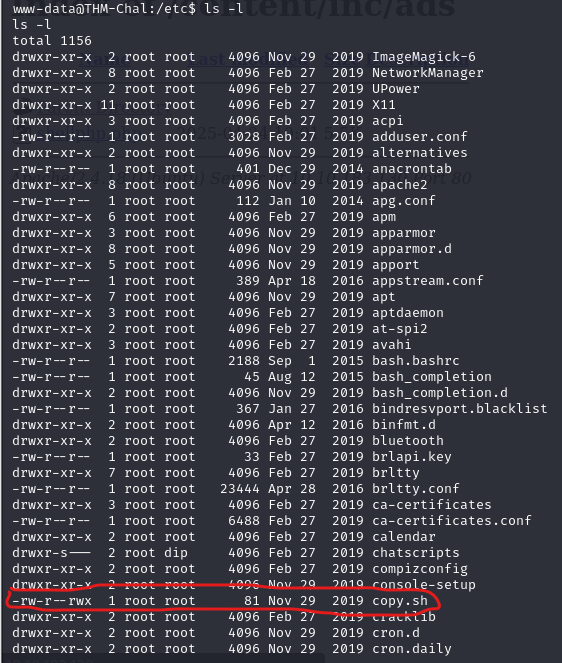 www-data@THM-Chal:/etc$ ls -l
ls -l
total 1156
drwxr-xr-x  2 root root    4096 Nov 29  2019 ImageMagick-6
drwxr-xr-x  8 root root    4096 Feb 27  2019 NetworkManager
drwxr-xr-x  2 root root    4096 Feb 27  2019 UPower
drwxr-xr-x 11 root root    4096 Feb 27  2019 X11
drwxr-xr-x  3 root root    4096 Feb 27  2019 acpi
-rw-r--r--  1 root root    3028 Feb 27  2019 adduser.conf
drwxr-xr-x  2 root root    4096 Nov 29  2019 alternatives
-rw-r--r--  1 root root     401 Dec     2014 anacrontab
drwxr-xr-x  8 root root    4096 Nov 29  2019 apache2
-rw-r--r--  1 root root     112 Jan 10  2014 apg.conf
drwxr-xr-x  6 root root    4096 Feb 27  2019 apm
drwxr-xr-x  3 root root    4096 Nov 29  2019 apparmor
drwxr-xr-x  8 root root    4096 Nov 29  2019 apparmor.d
drwxr-xr-x  5 root root    4096 Nov 29  2019 apport
-rw-r--r--  1 root root     389 Apr 18  2016 appstream.conf
drwxr-xr-x  7 root root    4096 Nov 29  2019 apt
drwxr-xr-x  3 root root    4096 Feb 27  2019 aptdaemon
drwxr-xr-x  2 root root    4096 Feb 27  2019 at-spi2
drwxr-xr-x  3 root root    4096 Feb 27  2019 avahi
-rw-r--r--  1 root root    2188 Sep  1  2015 bash.bashrc
-rw-r--r--  1 root root      45 Aug 12  2015 bash_completion
drwxr-xr-x  2 root root    4096 Nov 29  2019 bash_completion.d
-rw-r--r--  1 root root     367 Jan 27  2016 bindresvport.blacklist
drwxr-xr-x  2 root root    4096 Apr 12  2016 binfmt.d
drwxr-xr-x  2 root root    4096 Feb 27  2019 bluetooth
-rw-r--r--  1 root root      33 Feb 27  2019 brlapi.key
drwxr-xr-x  7 root root    4096 Feb 27  2019 brltty
-rw-r--r--  1 root root   23444 Apr 28  2016 brltty.conf
drwxr-xr-x  3 root root    4096 Feb 27  2019 ca-certificates
-rw-r--r--  1 root root    6488 Feb 27  2019 ca-certificates.conf
drwxr-xr-x  2 root root    4096 Feb 27  2019 calendar
drwxr-s---  2 root dip     4096 Feb 27  2019 chatscripts
drwxr-xr-x  2 root root    4096 Feb 27  2019 compizconfig
drwxr-xr-x  2 root root    4096 Nov 29  2019 console-setup
-rw-r--rwx  1 root root      81 Nov 29  2019 copy.sh
drwxr-xr-x  2 root root    4096 Feb 27  2019 cracklib
drwxr-xr-x  2 root root    4096 Nov 29  2019 cron.d
drwxr-xr-x  2 root root    4096 Feb 27  2019 cron.daily